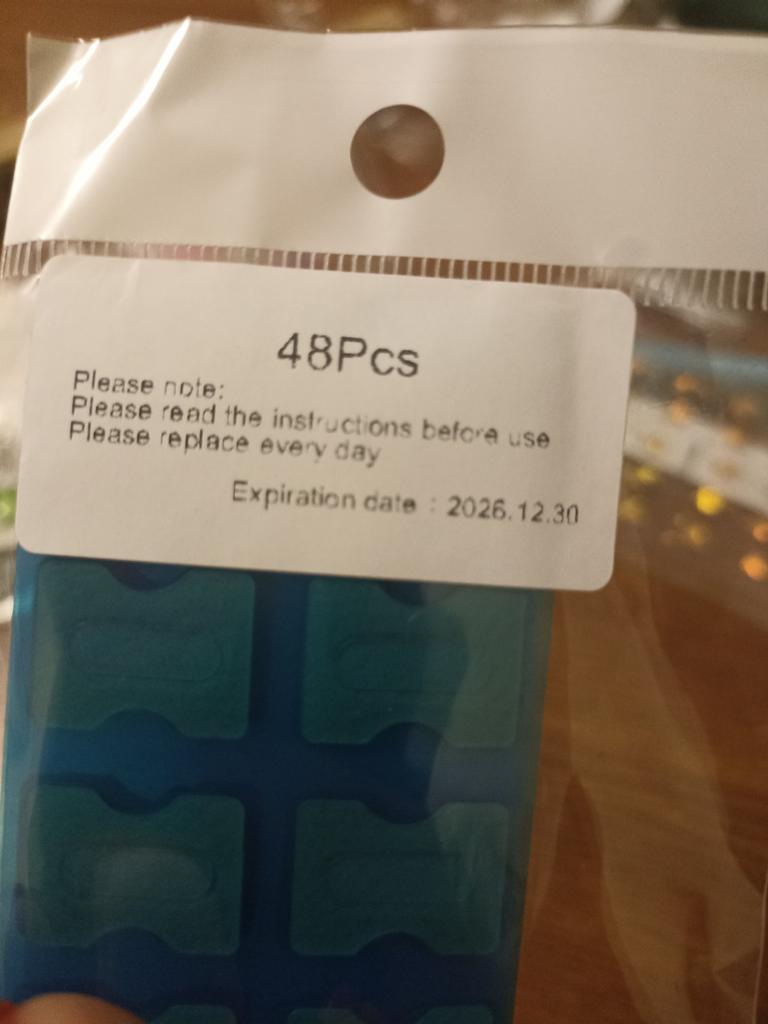 48Pcs
Please note:
Please read the instructions before use
Please replace every day
Expiration date : 2026.12.30